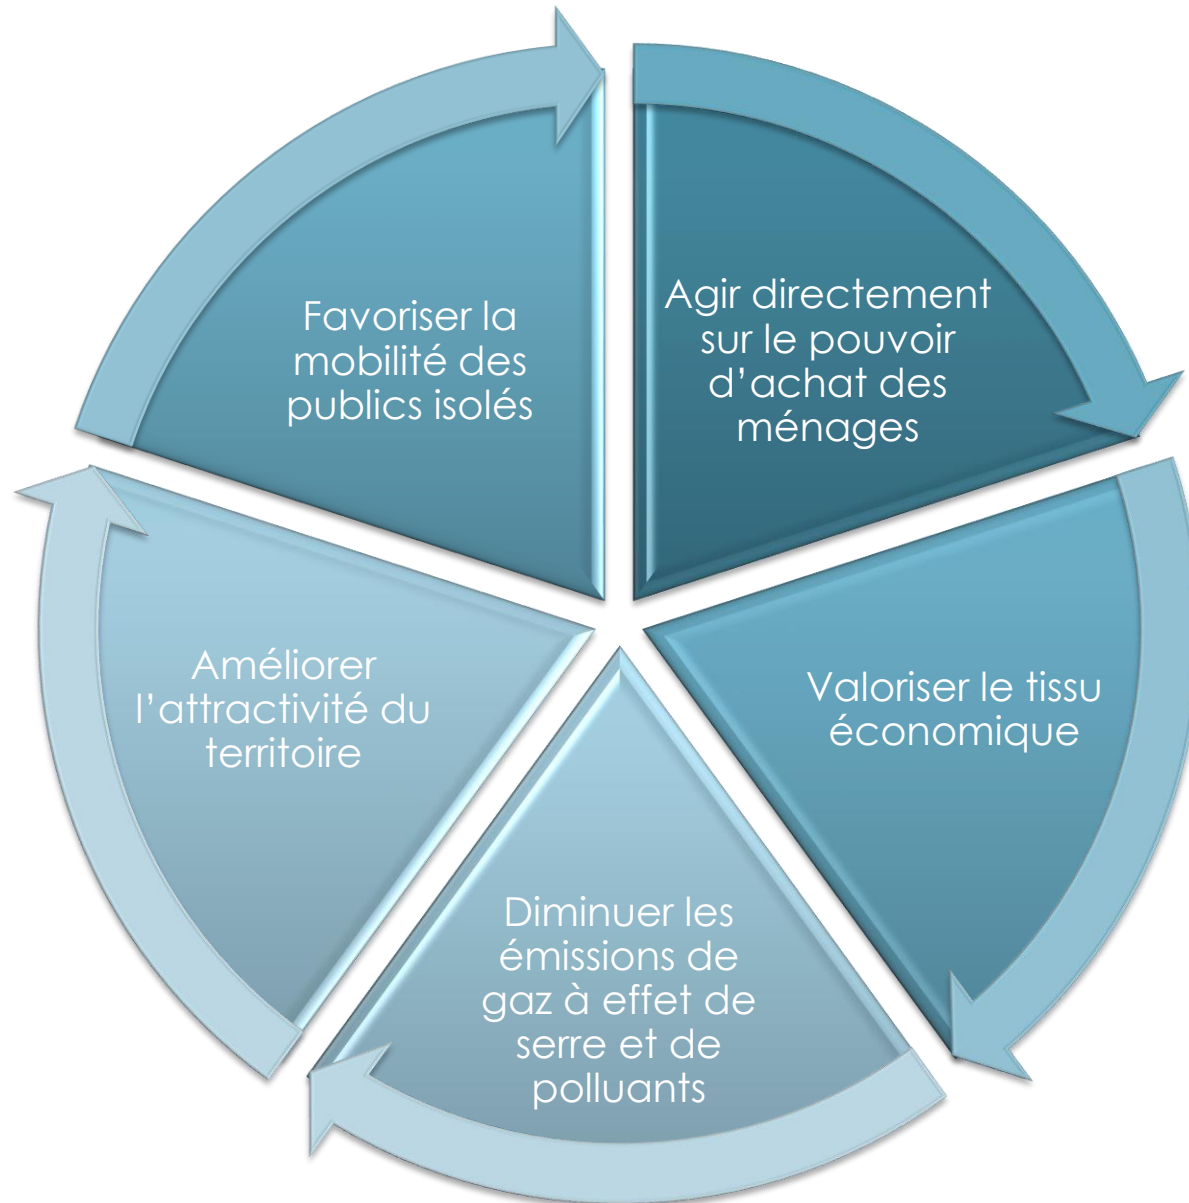 Agir directement
sur le pouvoir
d’achat des
ménages
Valoriser le tissu
économique
Diminuer les
émissions de
gaz à effet de
serre et de
polluants
Améliorer
l’attractivité du
territoire
Favoriser la
mobilité des
publics isolés